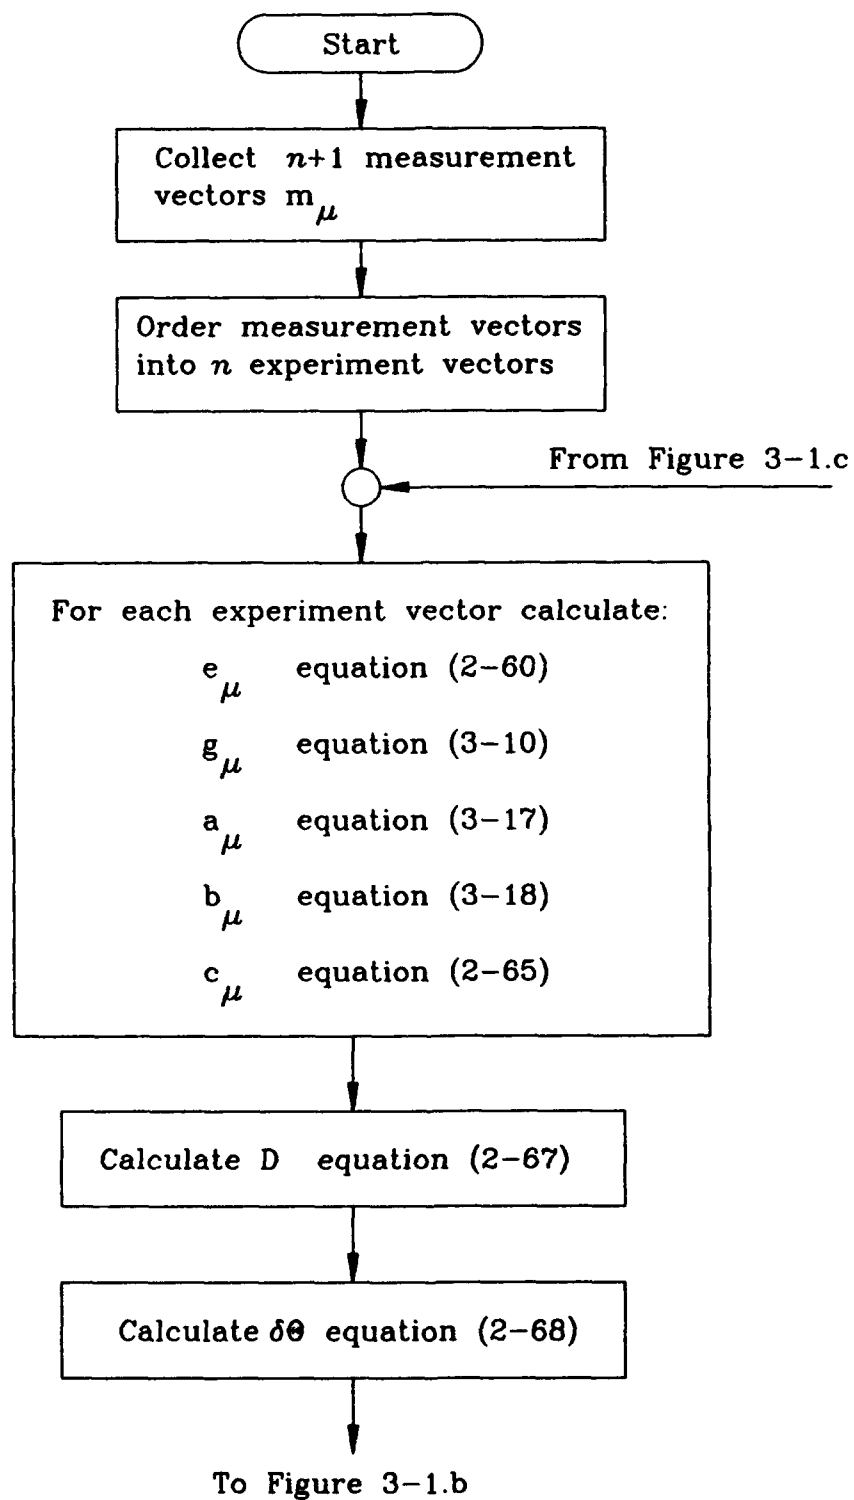 Start
Collect n+1 measurement
vectors m_μ
Order measurement vectors
into n experiment vectors
From Figure 3-1.c
For each experiment vector calculate:
e_μ equation (2-60)
g_μ equation (3-10)
a_μ equation (3-17)
b_μ equation (3-18)
c_μ equation (2-65)
Calculate D equation (2-67)
Calculate δΘ equation (2-68)
To Figure 3-1.b